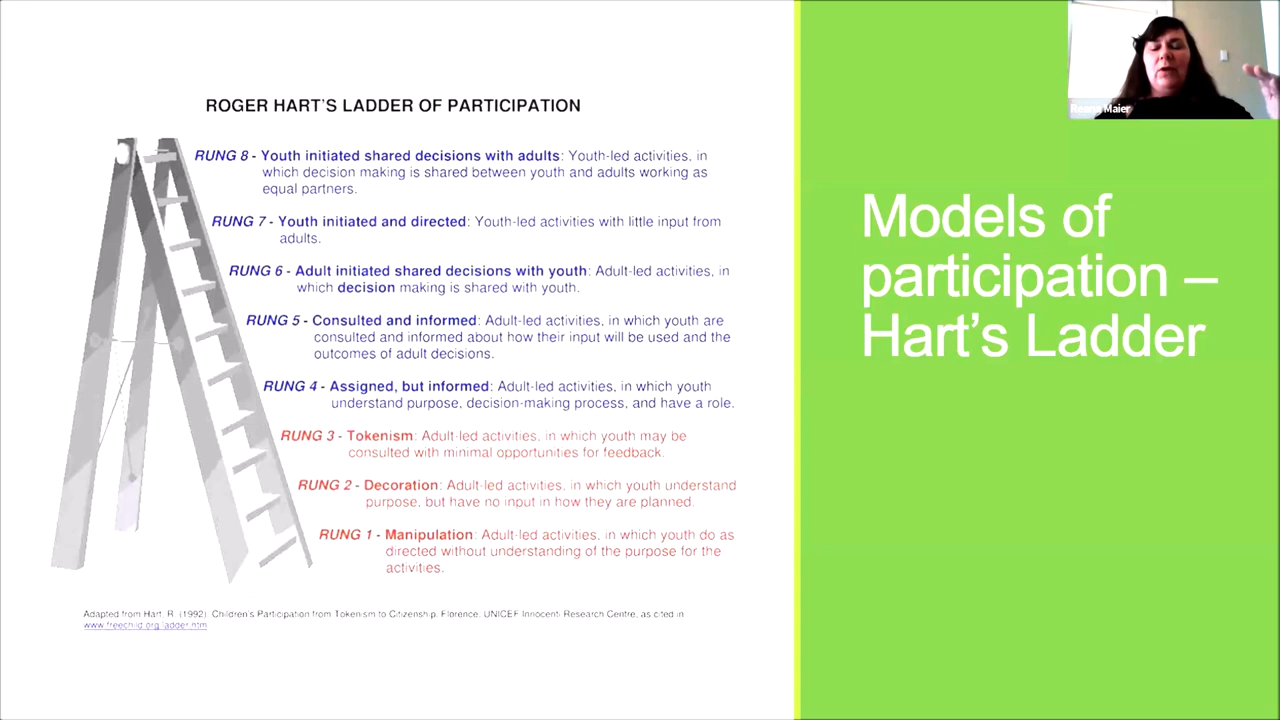 ROGER HART'S LADDER OF PARTICIPATION
RUNG 8 - Youth initiated shared decisions with adults: Youth-led activities, in
which decision making is shared between youth and adults working as
equal partners.
RUNG 7 - Youth initiated and directed: Youth-led activities with little input from
adults.
RUNG 6 - Adult initiated shared decisions with youth: Adult-led activities, in
which decision making is shared with youth.
RUNG 5 - Consulted and informed: Adult-led activities, in which youth are
consulted and informed about how their input will be used and the
outcomes of adult decisions.
RUNG 4 - Assigned, but informed: Adult-led activities, in which youth
understand purpose, decision-making process, and have a role.
RUNG 3 - Tokenism: Adult-led activities, in which youth may be
consulted with minimal opportunities for feedback.
RUNG 2 - Decoration: Adult-led activities, in which youth understand
purpose, but have no input in how they are planned.
RUNG 1 - Manipulation: Adult-led activities, in which youth do as
directed without understanding of the purpose for the
activities.
Adapted from Hart, R. (1992). Children's Participation from Tokenism to Citizenship. Florence: UNICEF Innocenti Research Centre, as cited in
www.freechild.org/ladder.htm
Models of
participation –
Hart's Ladder
Maier